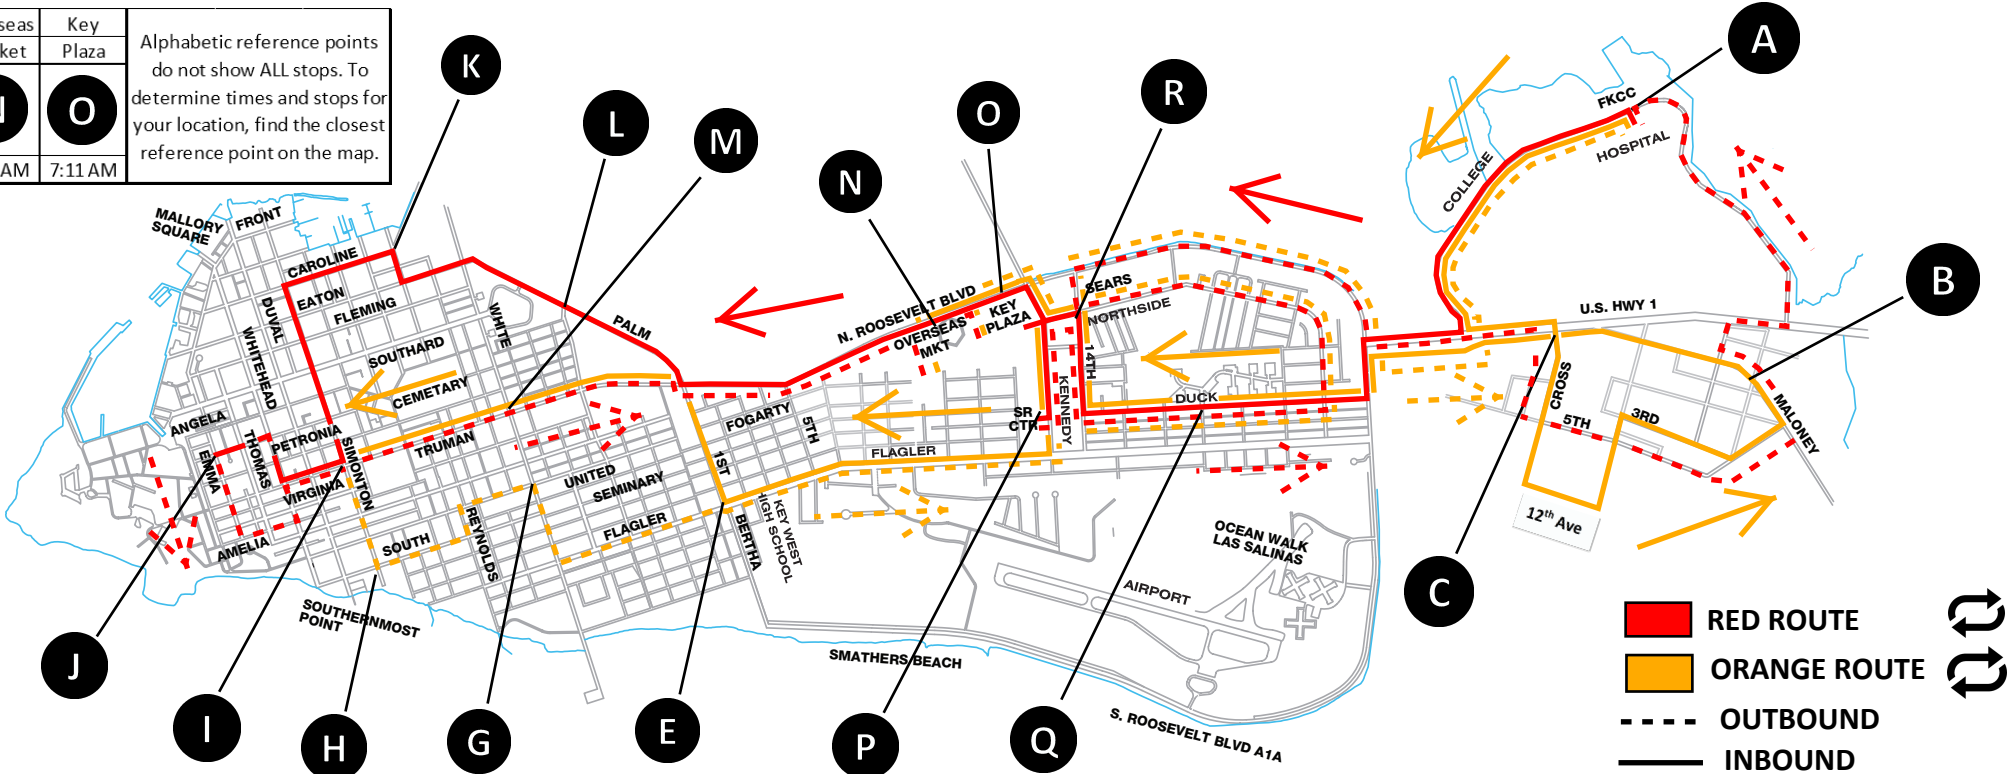 seas Key
ket Plaza
O
AM 7:11 AM
Alphabetic reference points
do not show ALL stops. To
determine times and stops for
your location, find the closest
reference point on the map.
A
K
R
L
O
M
N
B
FKCC
HOSPITAL
COLLEGE
MALLORY
SQUARE
FRONT
CAROLINE
EATON
FLEMING
DUVAL
WHITEHEAD
WHITE
PALM
SOUTHARD
CEMETARY
ANGELA
PETRONIA
THOMAS
EMMA
VIRGINIA
SIMONTON
TRUMAN
AMELIA
SOUTH
REYNOLDS
UNITED
SEMINARY
FLAGLER
1ST
BERTHA
KEY WEST
HIGH SCHOOL
FOGARTY
5TH
FLAGLER
N. ROOSEVELT BLVD
OVERSEAS
MKT
KEY
PLAZA
SEARS
NORTHSIDE
14TH
KENNEDY
SR
CTR
DUCK
U.S. HWY 1
CROSS
5TH
3RD
MALONEY
12th Ave
OCEAN WALK
LAS SALINAS
AIRPORT
SOUTHERNMOST
POINT
SMATHERS BEACH
S. ROOSEVELT BLVD A1A
J
I
H
G
E
P
Q
C
RED ROUTE
ORANGE ROUTE
OUTBOUND
INBOUND